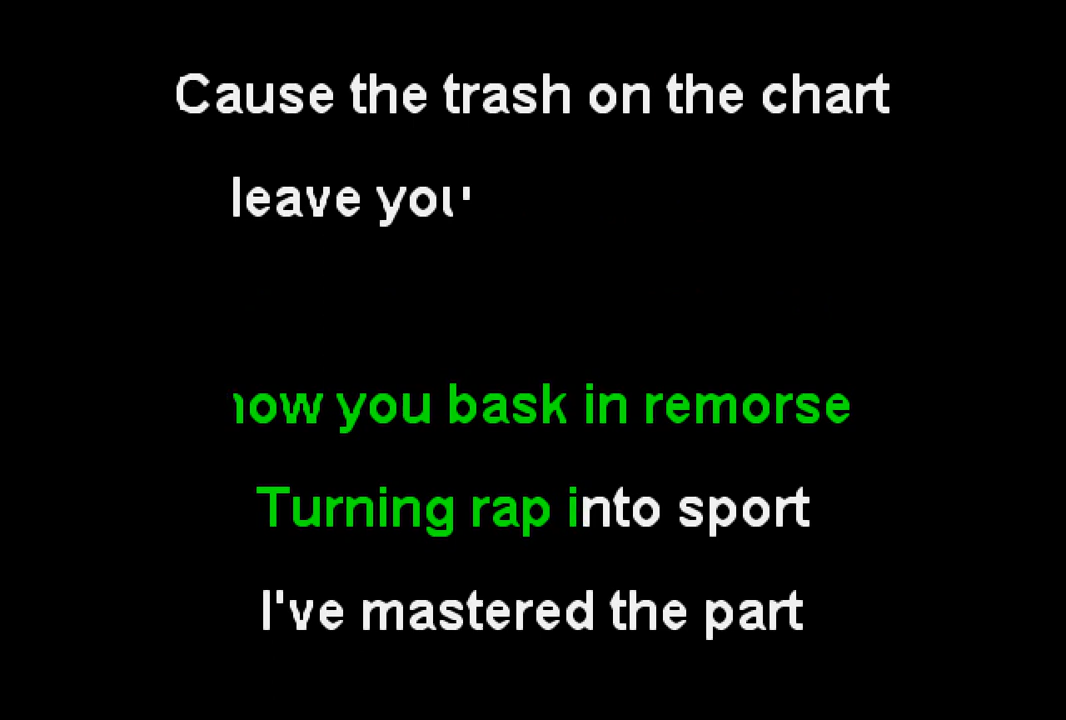 Cause the trash on the chart
leave you
you bask in remorse
Turning rap into sport
I've mastered the part